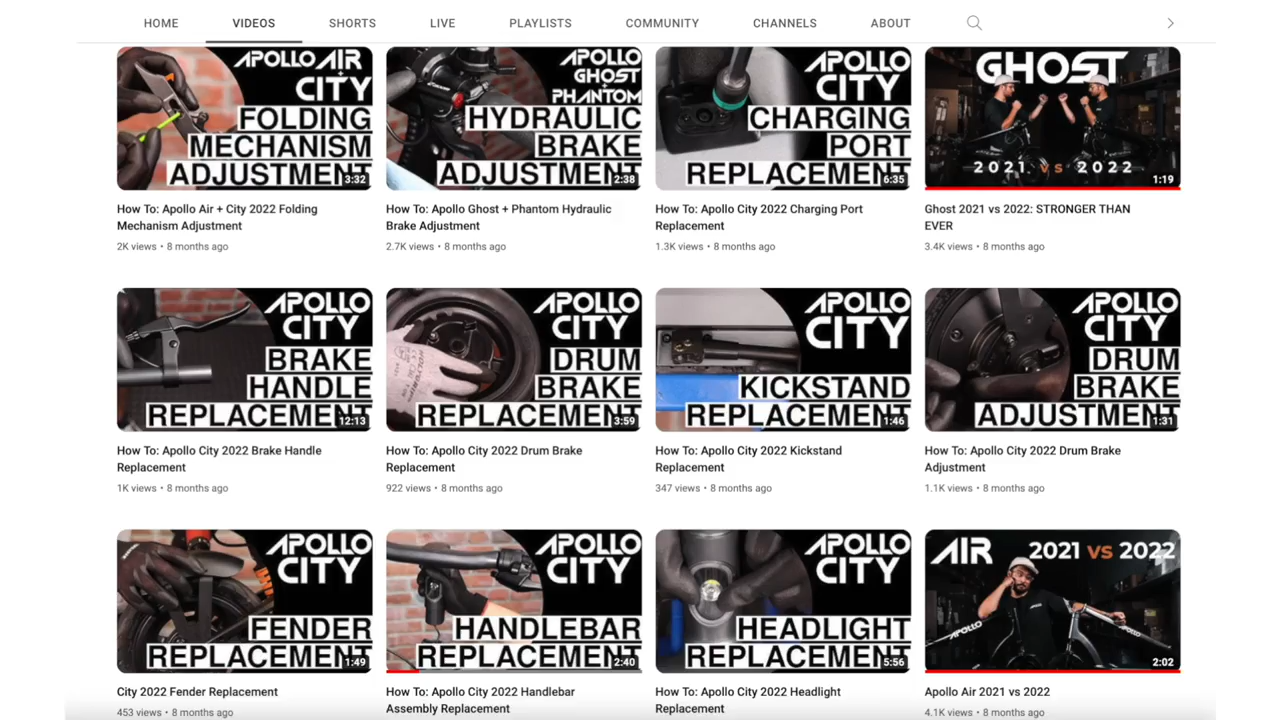 HOME VIDEOS SHORTS LIVE PLAYLISTS COMMUNITY CHANNELS ABOUT
APOLLO AIR
+
CITY
FOLDING
MECHANISM
ADJUSTMENT
3:32
How To: Apollo Air + City 2022 Folding
Mechanism Adjustment
2K views • 8 months ago
APOLLO
GHOST
+
PHANTOM
HYDRAULIC
BRAKE
ADJUSTMENT
2:38
How To: Apollo Ghost + Phantom Hydraulic
Brake Adjustment
2.7K views • 8 months ago
APOLLO
CITY
CHARGING
PORT
REPLACEMENT
6:35
How To: Apollo City 2022 Charging Port
Replacement
1.3K views • 8 months ago
GHOST
2021 vs 2022
1:19
Ghost 2021 vs 2022: STRONGER THAN
EVER
3.4K views • 8 months ago
APOLLO
CITY
BRAKE
HANDLE
REPLACEMENT
12:13
How To: Apollo City 2022 Brake Handle
Replacement
1K views • 8 months ago
APOLLO
CITY
DRUM
BRAKE
REPLACEMENT
3:59
How To: Apollo City 2022 Drum Brake
Replacement
922 views • 8 months ago
APOLLO
CITY
KICKSTAND
REPLACEMENT
1:46
How To: Apollo City 2022 Kickstand
Replacement
347 views • 8 months ago
APOLLO
CITY
DRUM
BRAKE
ADJUSTMENT
1:31
How To: Apollo City 2022 Drum Brake
Adjustment
1.1K views • 8 months ago
APOLLO
CITY
FENDER
REPLACEMENT
1:49
City 2022 Fender Replacement
453 views • 8 months ago
APOLLO
CITY
HANDLEBAR
REPLACEMENT
2:40
How To: Apollo City 2022 Handlebar
Assembly Replacement
APOLLO
CITY
HEADLIGHT
REPLACEMENT
5:56
How To: Apollo City 2022 Headlight
Replacement
AIR 2021 vs 2022
APOLLO
APOLLO
2:02
Apollo Air 2021 vs 2022
4.1K views • 8 months ago